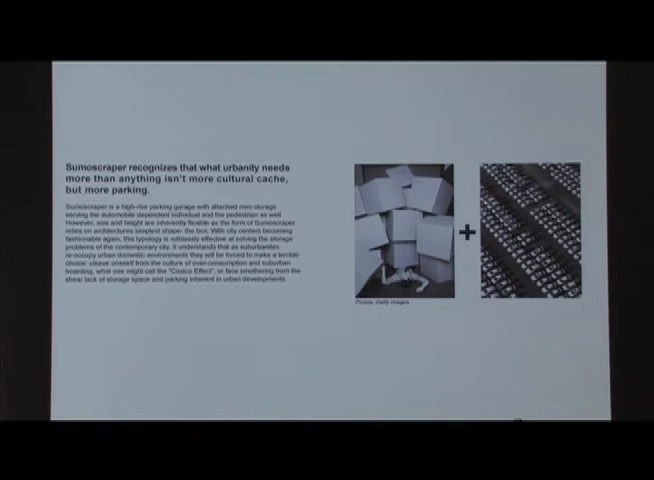 Sumoscraper recognizes that what urbanity needs
more than anything isn't more cultural cache,
but more parking.
Sumoscraper is a high-rise parking garage with attached mini-storage
serving the automobile dependent individual and the pedestrian as well.
However, size and height are inherently flexible as the form of Sumoscraper
relies on architectures simplest shape- the box. With city centers becoming
fashionable again, this typology is ruthlessly effective at solving the storage
problems of the contemporary city. It understands that as suburbanites
re-occupy urban domestic environments they will be forced to make a terrible
choice: cleave oneself from the culture of over-consumption and suburban
hoarding, what one might call the "Costco Effect", or face smothering from the
shear lack of storage space and parking inherent in urban developments.
+
Photos: Getty Images